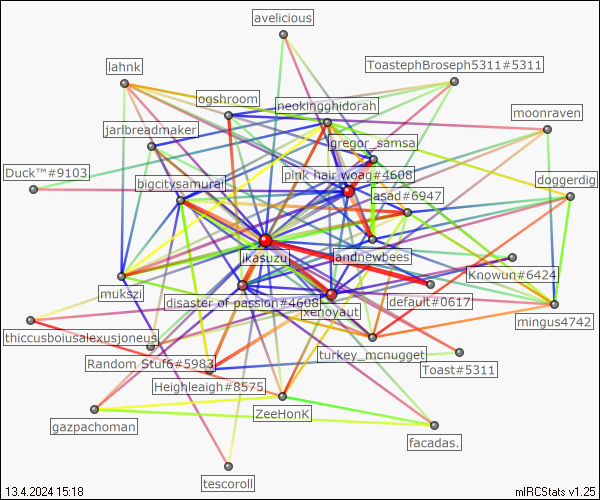 avelicious
lahnk
ToastephBroseph5311#5311
ogshroom
neokingghidorah
moonraven
jarlbreadmaker
gregor_samsa
Duck™#9103
pink hair woag#4608
bigcitysamurai
asad#6947
doggerdig
ikasuzu
iandnewbees
Knowun#6424
mukszi
disaster of passion#4608
default#0617
xenoyaut
mingus4742
thiccusboiusalexusjoneus
turkey_mcnugget
Random Stuf6#5983
Toast#5311
Heighleaigh#8575
ZeeHonK
gazpachoman
facadas.
tescoroll
13.4.2024 15:18
mIRCStats v1.25